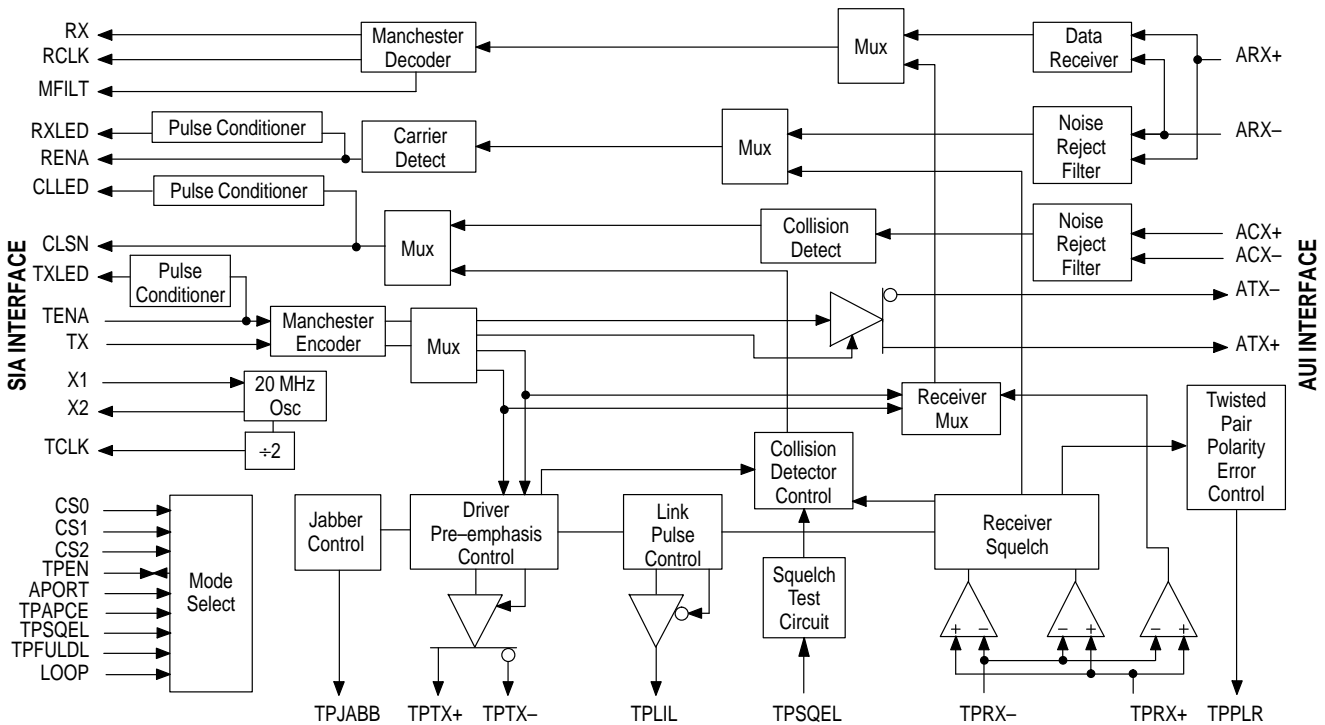 RX
RCLK
MFILT
RXLED
RENA
CLLED
CLSN
TXLED
TENA
TX
X1
X2
TCLK
CS0
CS1
CS2
TPEN
APORT
TPAPCE
TPSQEL
TPFULDL
LOOP
SIA INTERFACE
Manchester
Decoder
Mux
Data
Receiver
ARX+
Pulse Conditioner
Carrier
Detect
Mux
Noise
Reject
Filter
ARX–
Pulse Conditioner
Mux
Collision
Detect
Noise
Reject
Filter
ACX+
ACX–
Pulse
Conditioner
Manchester
Encoder
Mux
ATX–
ATX+
AUI INTERFACE
20 MHz
Osc
÷2
Receiver
Mux
Twisted
Pair
Polarity
Error
Control
Collision
Detector
Control
Mode
Select
Jabber
Control
Driver
Pre–emphasis
Control
Link
Pulse
Control
Receiver
Squelch
Squelch
Test
Circuit
+ –
– +
– +
TPJABB
TPTX+
TPTX–
TPLIL
TPSQEL
TPRX–
TPRX+
TPPLR